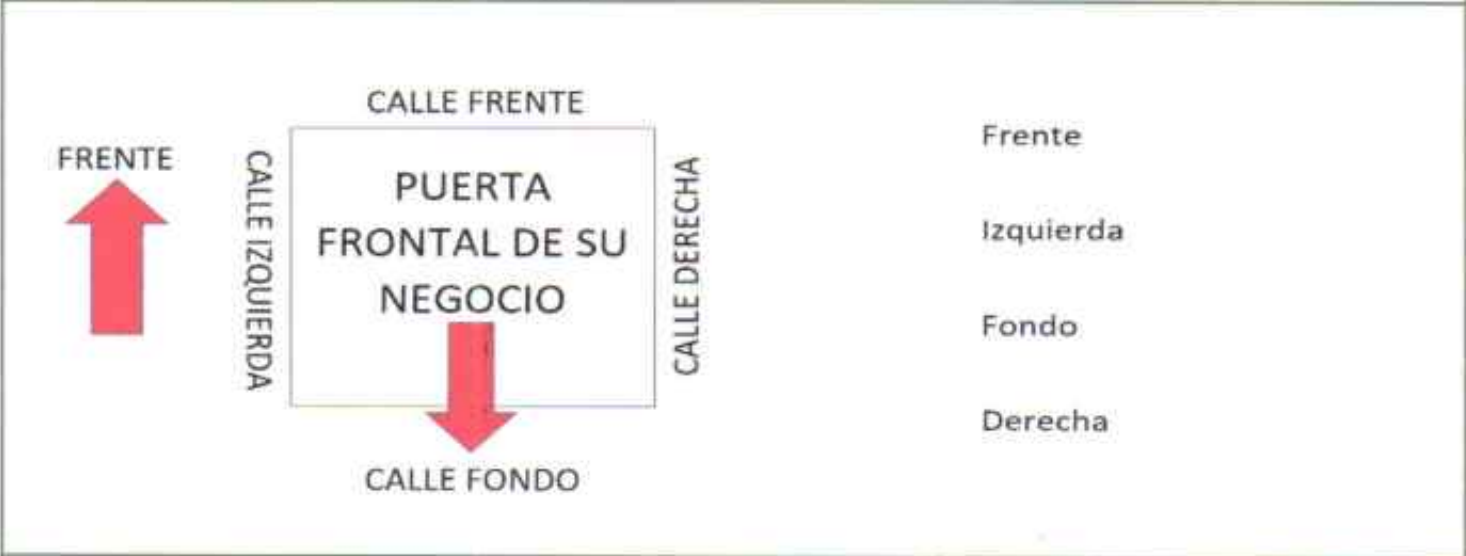 CALLE FRENTE
FRENTE
CALLE IZQUIERDA
PUERTA
FRONTAL DE SU
NEGOCIO
CALLE DERECHA
CALLE FONDO
Frente
Izquierda
Fondo
Derecha